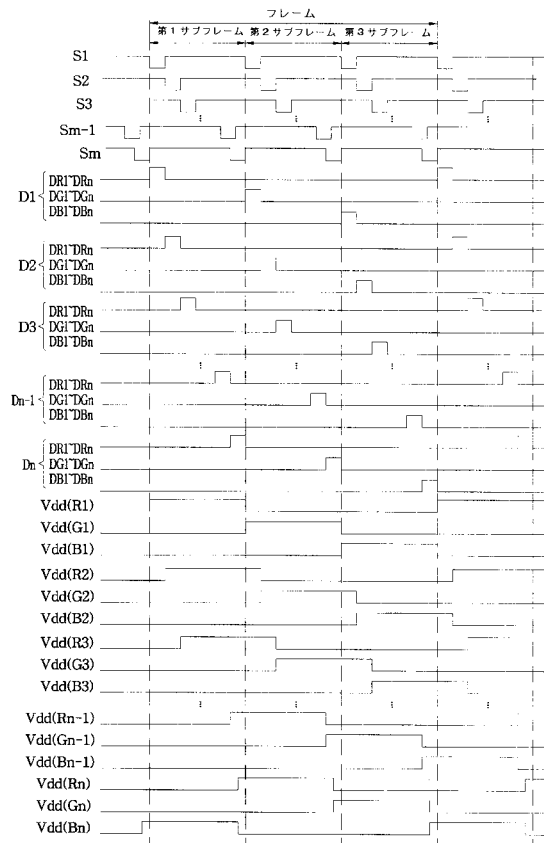 フレーム
第1サブフレーム 第2サブフレーム 第3サブフレーム
S1
S2
S3
Sm-1
Sm
D1 DR1~DRn
DG1~DGn
DB1~DBn
D2 DR1~DRn
DG1~DGn
DB1~DBn
D3 DR1~DRn
DG1~DGn
DB1~DBn
Dn-1 DR1~DRn
DG1~DGn
DB1~DBn
Dn DR1~DRn
DG1~DGn
DB1~DBn
Vdd(R1)
Vdd(G1)
Vdd(B1)
Vdd(R2)
Vdd(G2)
Vdd(B2)
Vdd(R3)
Vdd(G3)
Vdd(B3)
Vdd(Rn-1)
Vdd(Gn-1)
Vdd(Bn-1)
Vdd(Rn)
Vdd(Gn)
Vdd(Bn)